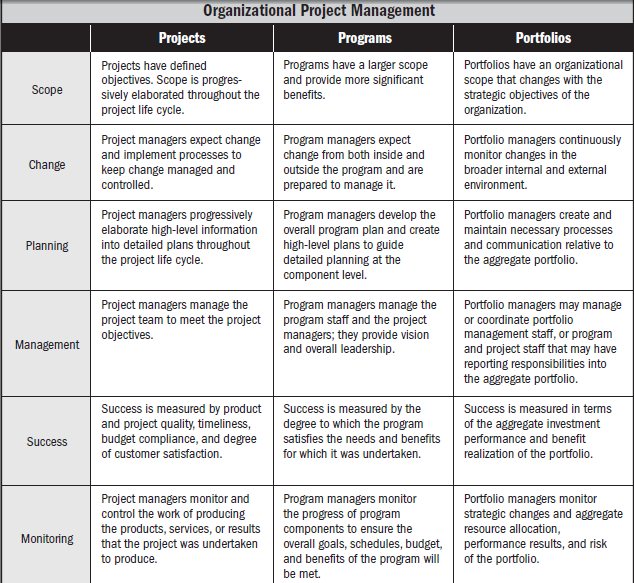 Organizational Project Management
Projects
Programs
Portfolios
Scope
Projects have defined
objectives. Scope is progres-
sively elaborated throughout the
project life cycle.
Programs have a larger scope
and provide more significant
benefits.
Portfolios have an organizational
scope that changes with the
strategic objectives of the
organization.
Change
Project managers expect change
and implement processes to
keep change managed and
controlled.
Program managers expect
change from both inside and
outside the program and are
prepared to manage it.
Portfolio managers continuously
monitor changes in the
broader internal and external
environment.
Planning
Project managers progressively
elaborate high-level information
into detailed plans throughout
the project life cycle.
Program managers develop the
overall program plan and create
high-level plans to guide
detailed planning at the
component level.
Portfolio managers create and
maintain necessary processes
and communication relative to
the aggregate portfolio.
Management
Project managers manage the
project team to meet the project
objectives.
Program managers manage the
program staff and the project
managers; they provide vision
and overall leadership.
Portfolio managers may manage
or coordinate portfolio
management staff, or program
and project staff that may have
reporting responsibilities into
the aggregate portfolio.
Success
Success is measured by product
and project quality, timeliness,
budget compliance, and degree
of customer satisfaction.
Success is measured by the
degree to which the program
satisfies the needs and benefits
for which it was undertaken.
Success is measured in terms
of the aggregate investment
performance and benefit
realization of the portfolio.
Monitoring
Project managers monitor and
control the work of producing
the products, services, or results
that the project was undertaken
to produce.
Program managers monitor
the progress of program
components to ensure the
overall goals, schedules, budget,
and benefits of the program will
be met.
Portfolio managers monitor
strategic changes and aggregate
resource allocation,
performance results, and risk
of the portfolio.